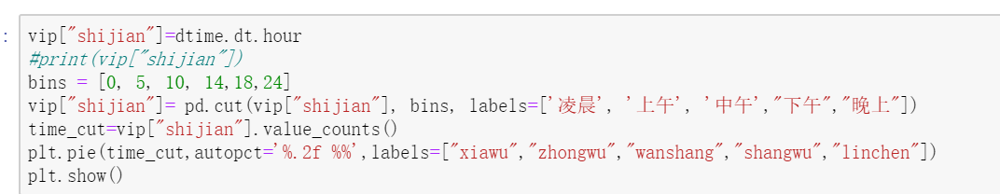 :
vip["shijian"]=dtime.dt.hour
#print(vip["shijian"])
bins = [0, 5, 10, 14,18,24]
vip["shijian"]= pd.cut(vip["shijian"], bins, labels=['凌晨', '上午', '中午',"下午","晚上"])
time_cut=vip["shijian"].value_counts()
plt.pie(time_cut,autopct='%.2f %%',labels=["xiawu","zhongwu","wanshang","shangwu","linchen"])
plt.show()